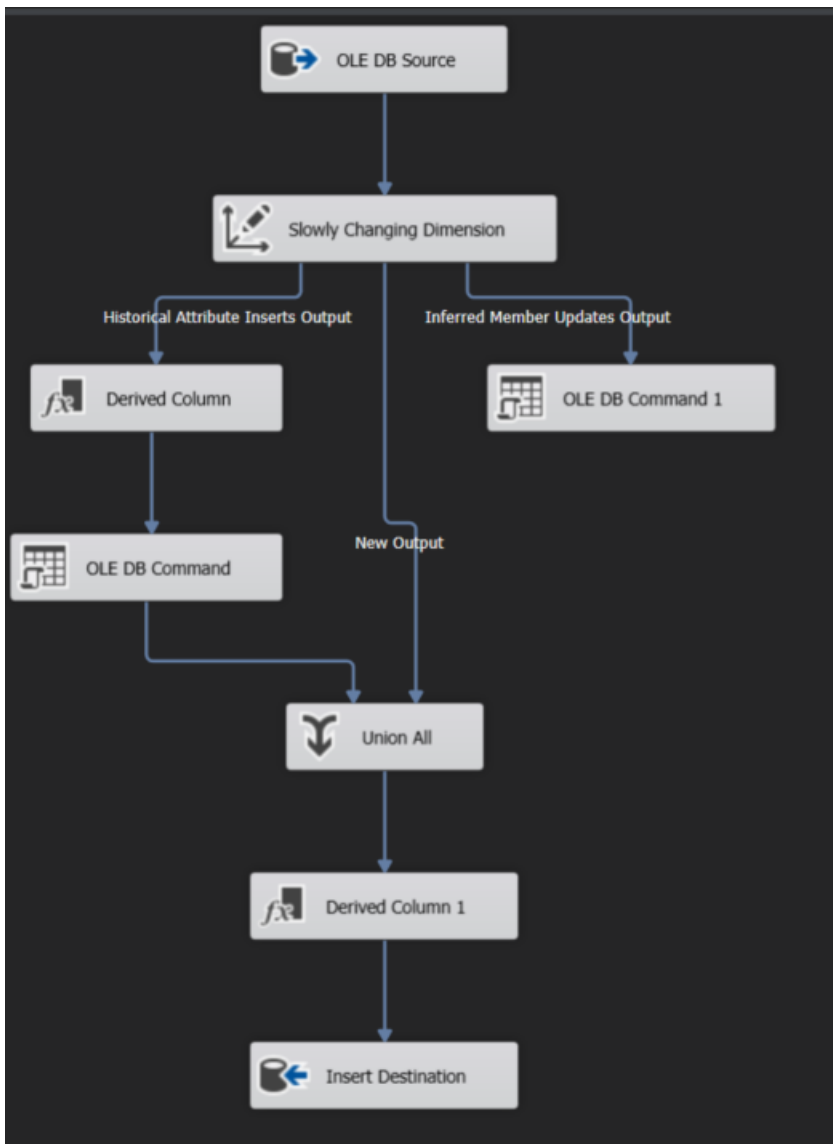 OLE DB Source
Slowly Changing Dimension
Historical Attribute Inserts Output
Inferred Member Updates Output
Derived Column
OLE DB Command 1
New Output
OLE DB Command
Union All
Derived Column 1
Insert Destination